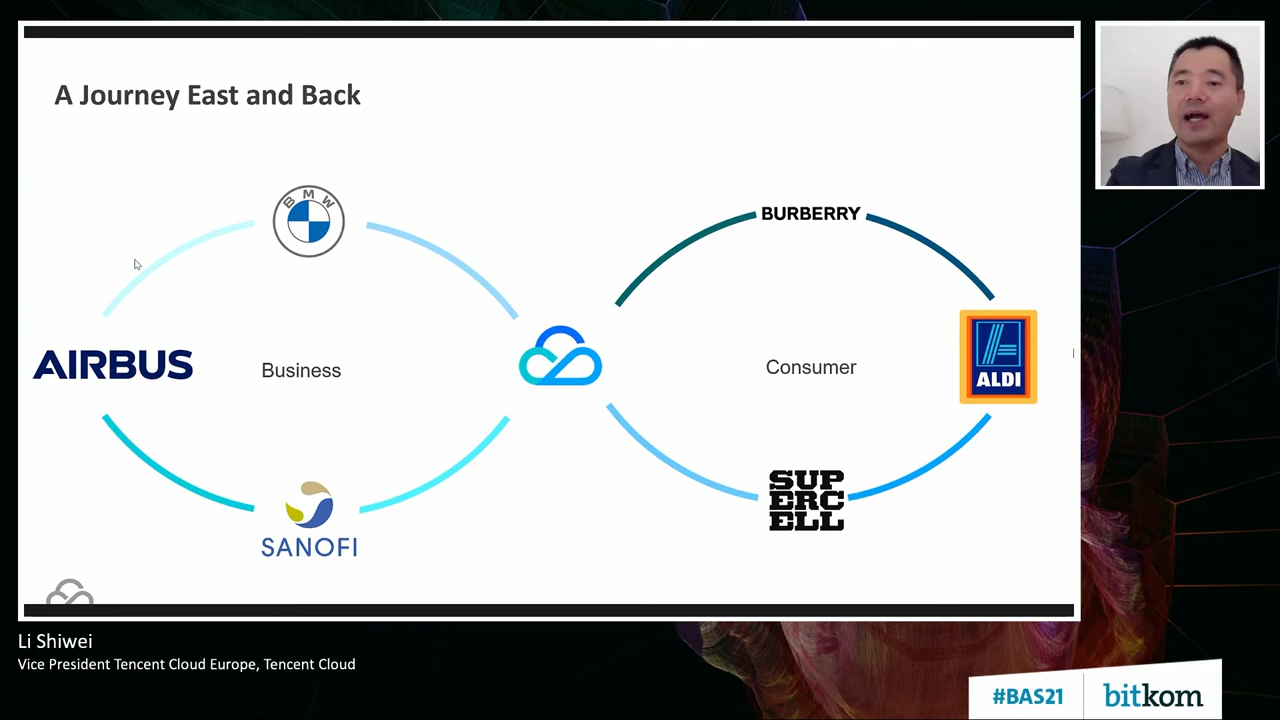 A Journey East and Back
BMW
BURBERRY
AIRBUS
Business
Consumer
ALDI
SUP
ERC
ELL
SANOFI
Li Shiwei
Vice President Tencent Cloud Europe, Tencent Cloud
#BAS21
bitkom